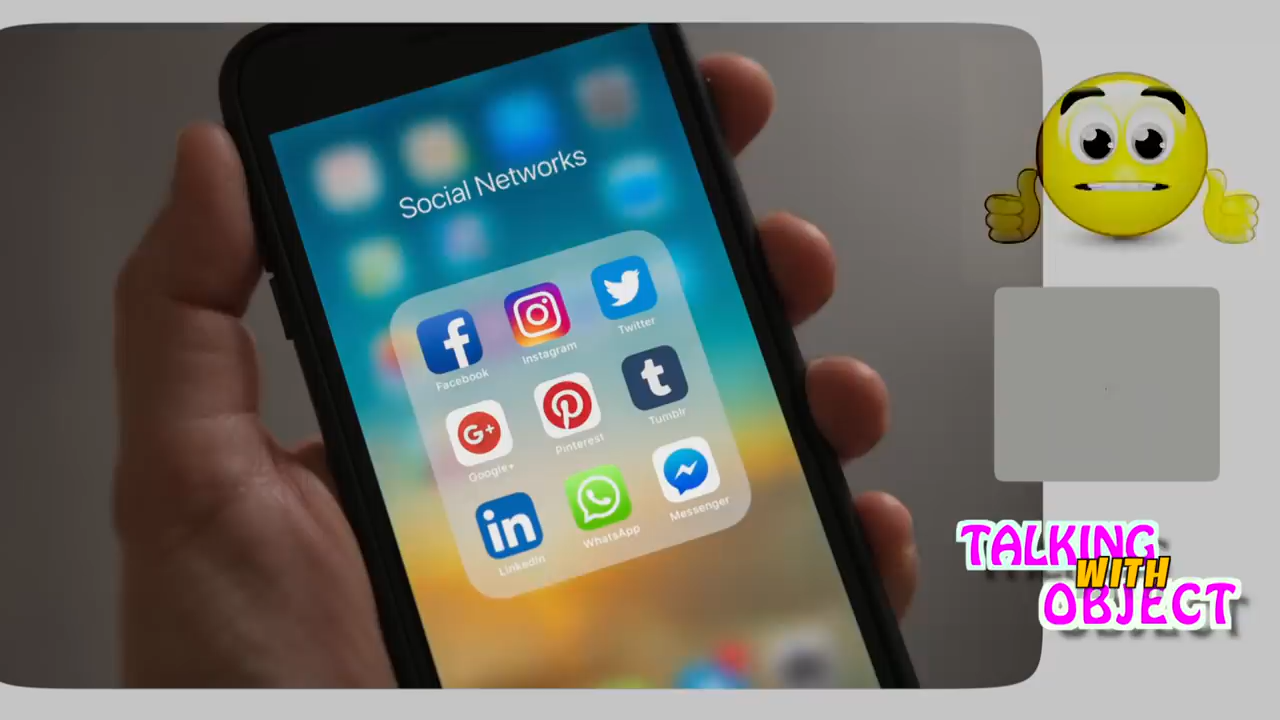 Social Networks
Facebook
Instagram
Twitter
Google+
Pinterest
Tumblr
LinkedIn
WhatsApp
Messenger
TALKING
WITH
OBJECT